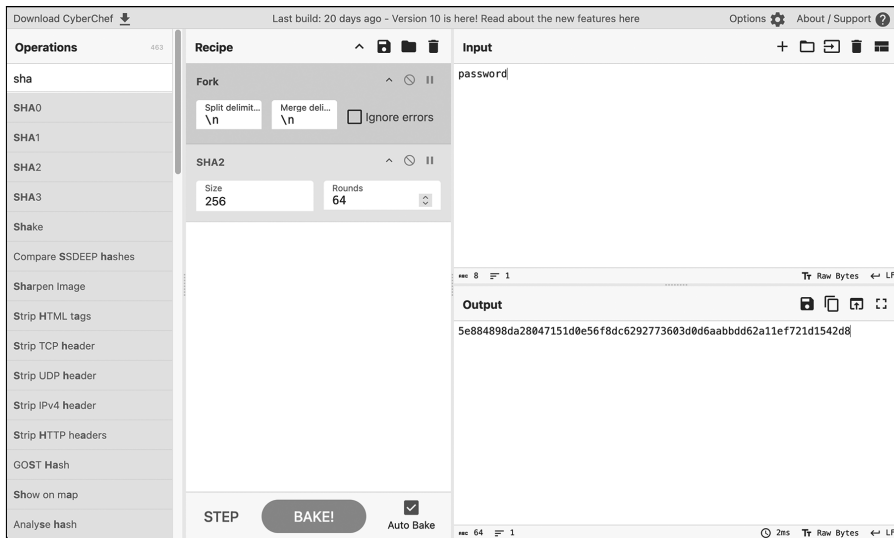 Download CyberChef
Last build: 20 days ago - Version 10 is here! Read about the new features here
Options
About / Support
Operations
463
sha
SHA0
SHA1
SHA2
SHA3
Shake
Compare SSDEEP hashes
Sharpen Image
Strip HTML tags
Strip TCP header
Strip UDP header
Strip IPv4 header
Strip HTTP headers
GOST Hash
Show on map
Analyse hash
Recipe
Fork
Split delimit...
\n
Merge deli...
\n
Ignore errors
SHA2
Size
256
Rounds
64
STEP
BAKE!
Auto Bake
Input
password
8
1
Raw Bytes
LF
Output
5e884898da28047151d0e56f8dc6292773603d0d6aabbdd62a11ef721d1542d8
64
1
2ms
Raw Bytes
LF